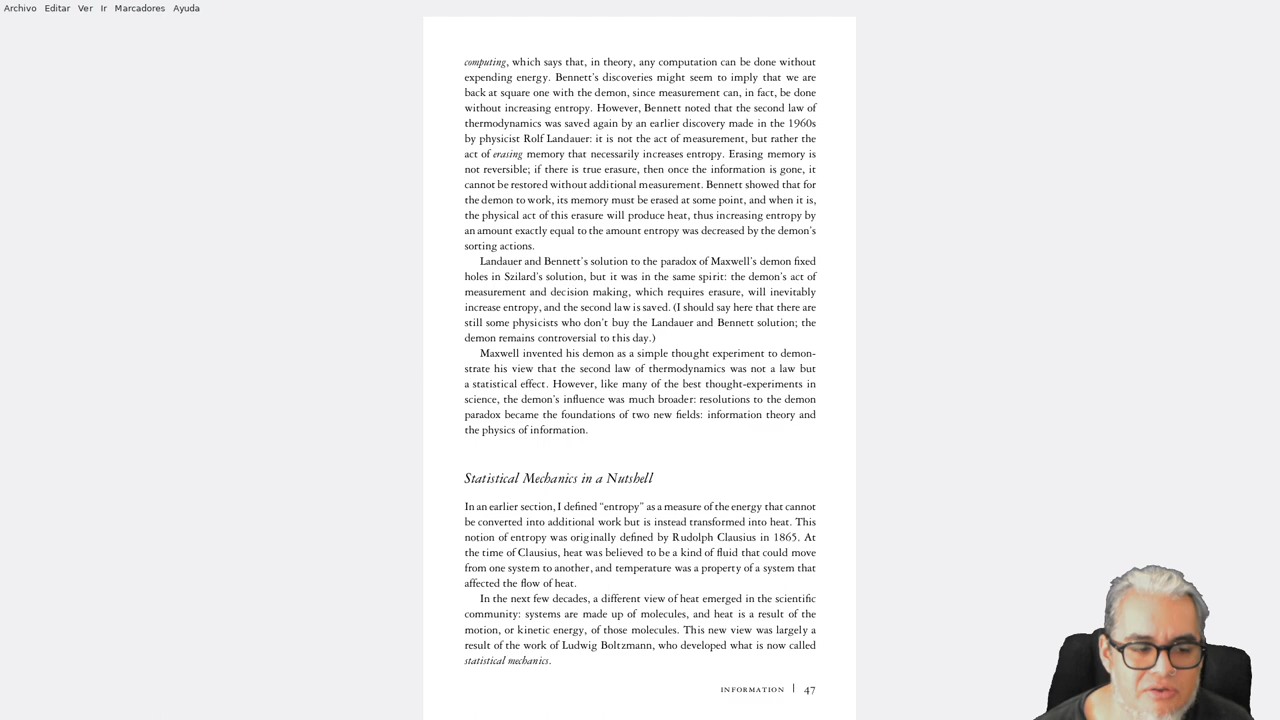 Archivo Editar Ver Ir Marcadores Ayuda
computing, which says that, in theory, any computation can be done without
expending energy. Bennett's discoveries might seem to imply that we are
back at square one with the demon, since measurement can, in fact, be done
without increasing entropy. However, Bennett noted that the second law of
thermodynamics was saved again by an earlier discovery made in the 1960s
by physicist Rolf Landauer: it is not the act of measurement, but rather the
act of erasing memory that necessarily increases entropy. Erasing memory is
not reversible; if there is true erasure, then once the information is gone, it
cannot be restored without additional measurement. Bennett showed that for
the demon to work, its memory must be erased at some point, and when it is,
the physical act of this erasure will produce heat, thus increasing entropy by
an amount exactly equal to the amount entropy was decreased by the demon's
sorting actions.
Landauer and Bennett's solution to the paradox of Maxwell's demon fixed
holes in Szilard's solution, but it was in the same spirit: the demon's act of
measurement and decision making, which requires erasure, will inevitably
increase entropy, and the second law is saved. (I should say here that there are
still some physicists who don't buy the Landauer and Bennett solution; the
demon remains controversial to this day.)
Maxwell invented his demon as a simple thought experiment to demon-
strate his view that the second law of thermodynamics was not a law but
a statistical effect. However, like many of the best thought-experiments in
science, the demon's influence was much broader: resolutions to the demon
paradox became the foundations of two new fields: information theory and
the physics of information.
Statistical Mechanics in a Nutshell
In an earlier section, I defined "entropy" as a measure of the energy that cannot
be converted into additional work but is instead transformed into heat. This
notion of entropy was originally defined by Rudolph Clausius in 1865. At
the time of Clausius, heat was believed to be a kind of fluid that could move
from one system to another, and temperature was a property of a system that
affected the flow of heat.
In the next few decades, a different view of heat emerged in the scientific
community: systems are made up of molecules, and heat is a result of the
motion, or kinetic energy, of those molecules. This new view was largely a
result of the work of Ludwig Boltzmann, who developed what is now called
statistical mechanics.
INFORMATION | 47